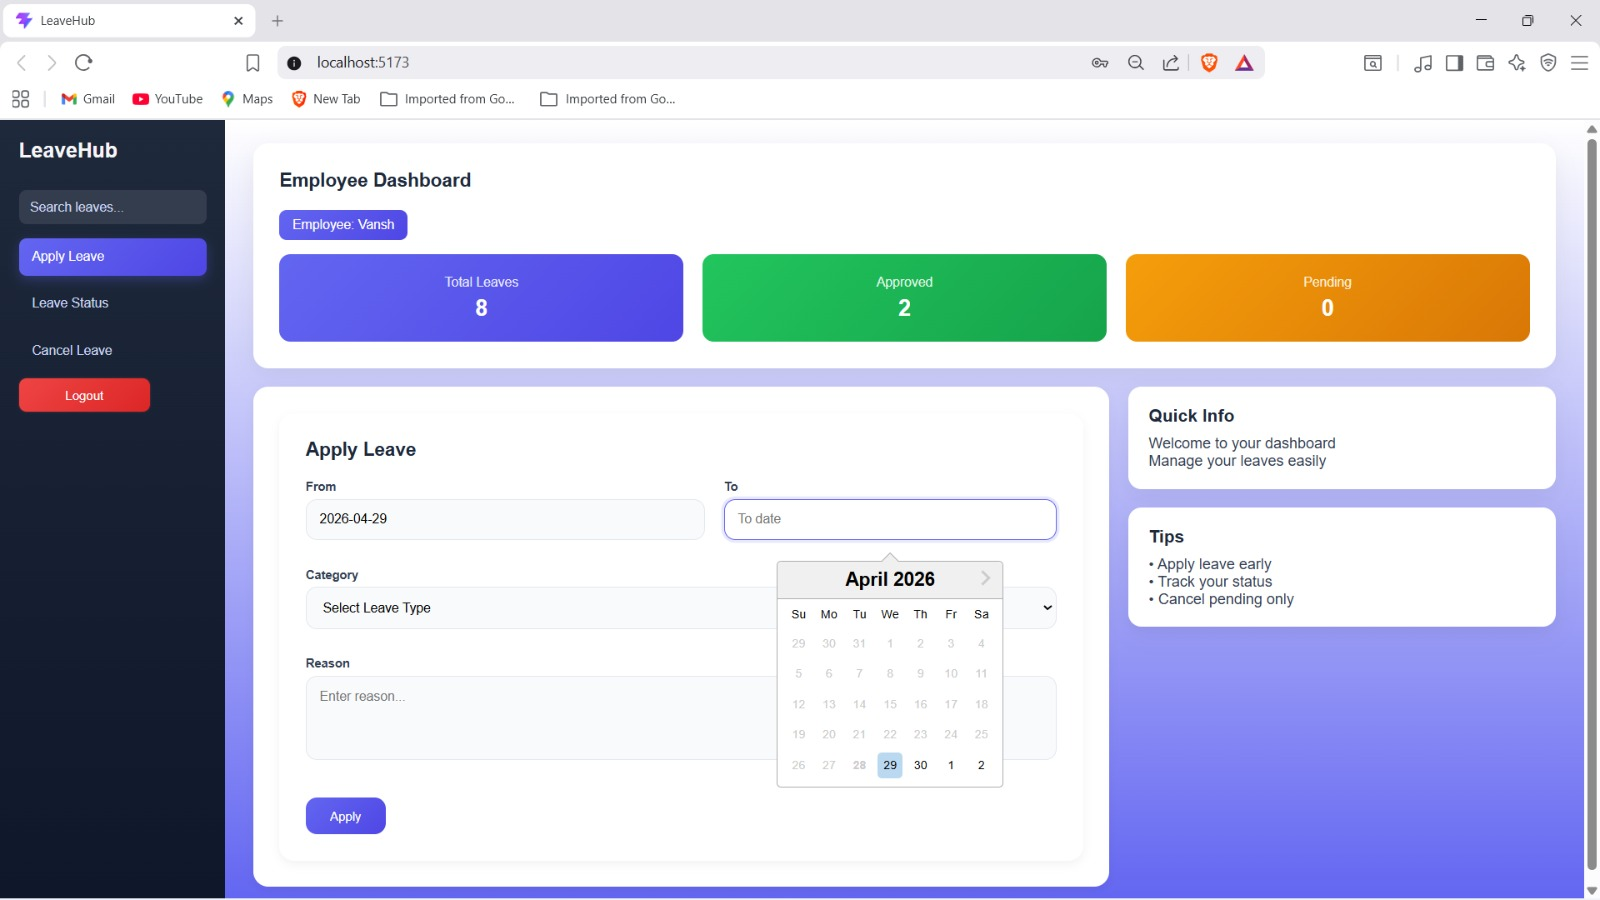 LeaveHub
localhost:5173
Gmail
YouTube
Maps
New Tab
Imported from Go...
Imported from Go...
LeaveHub
Search leaves...
Apply Leave
Leave Status
Cancel Leave
Logout
Employee Dashboard
Employee: Vansh
Total Leaves
8
Approved
2
Pending
0
Apply Leave
From
2026-04-29
To
To date
Category
Select Leave Type
Reason
Enter reason...
Apply
April 2026
Su Mo Tu We Th Fr Sa
29 30 31 1 2 3 4
5 6 7 8 9 10 11
12 13 14 15 16 17 18
19 20 21 22 23 24 25
26 27 28 29 30 1 2
Quick Info
Welcome to your dashboard
Manage your leaves easily
Tips
• Apply leave early
• Track your status
• Cancel pending only